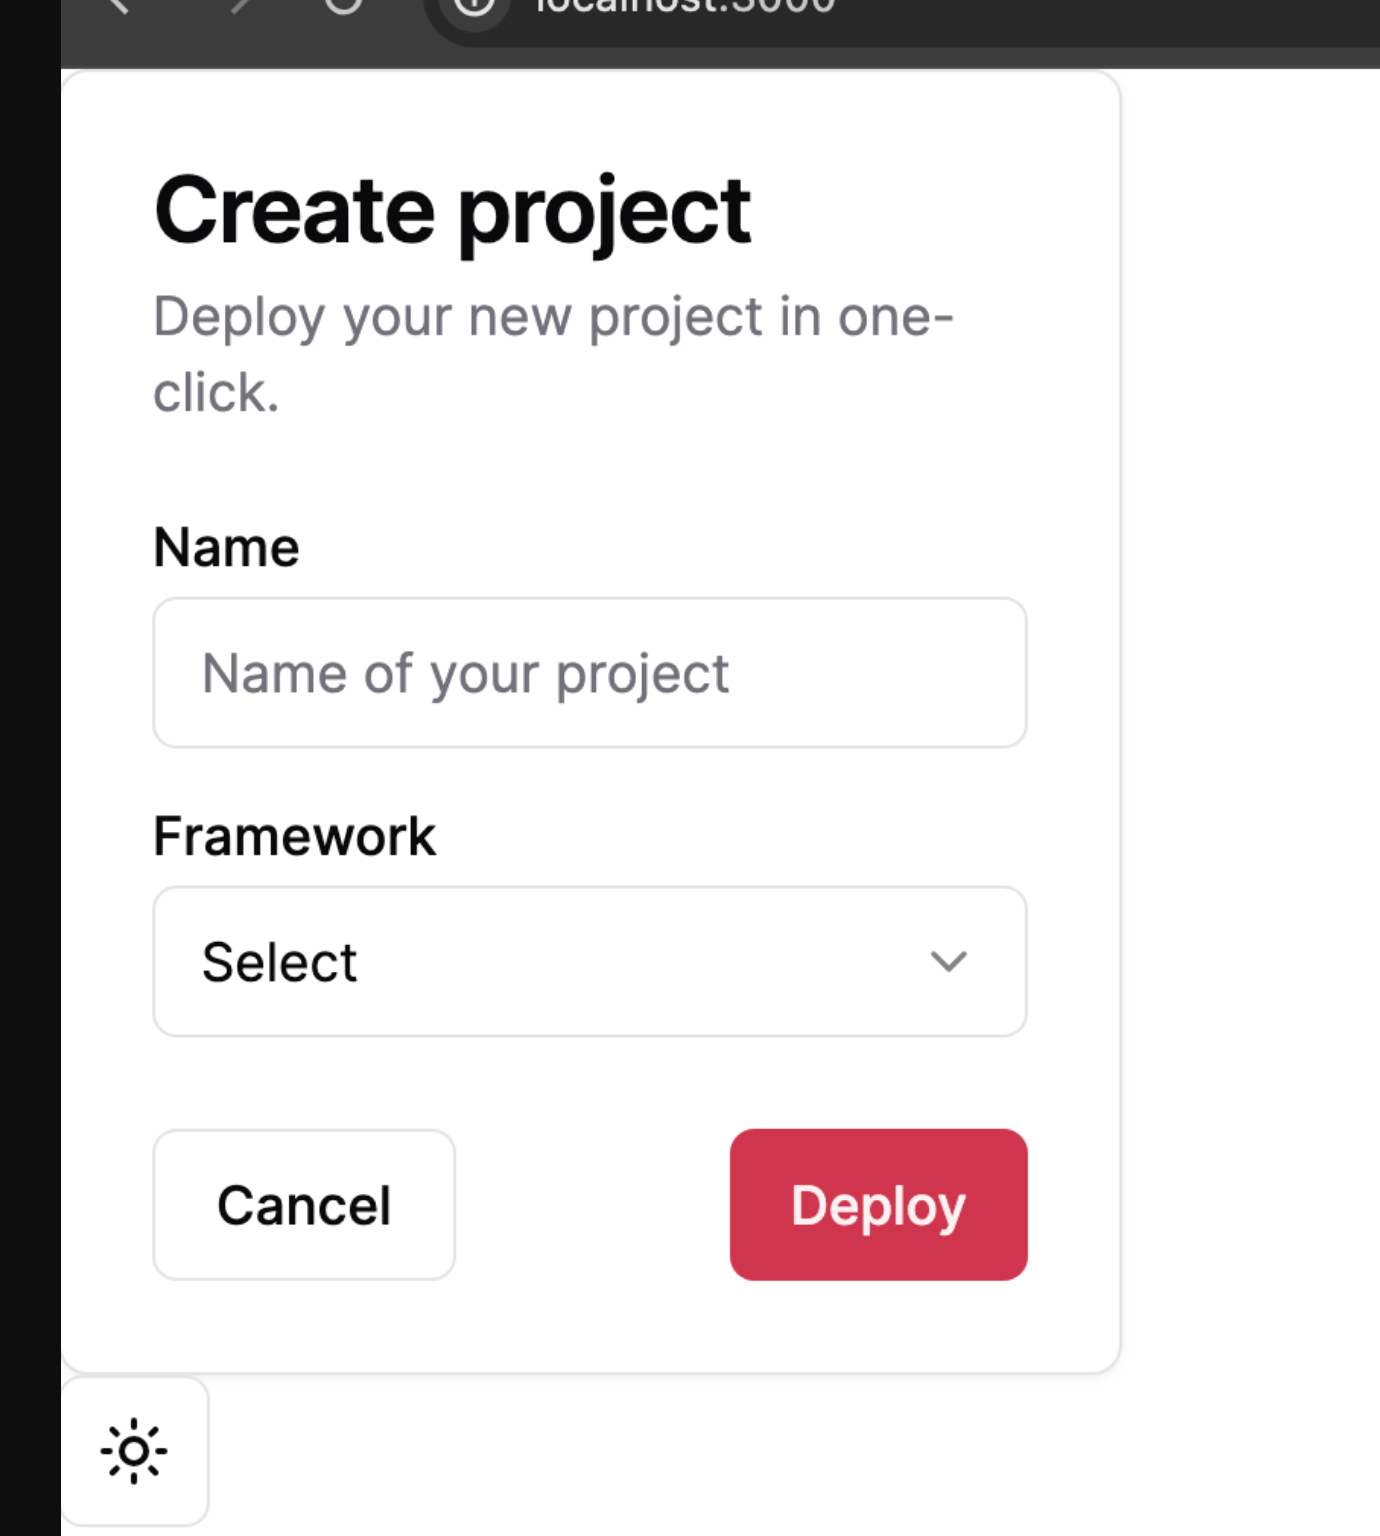 localhost:3000
Create project
Deploy your new project in one-
click.
Name
Name of your project
Framework
Select
Cancel
Deploy